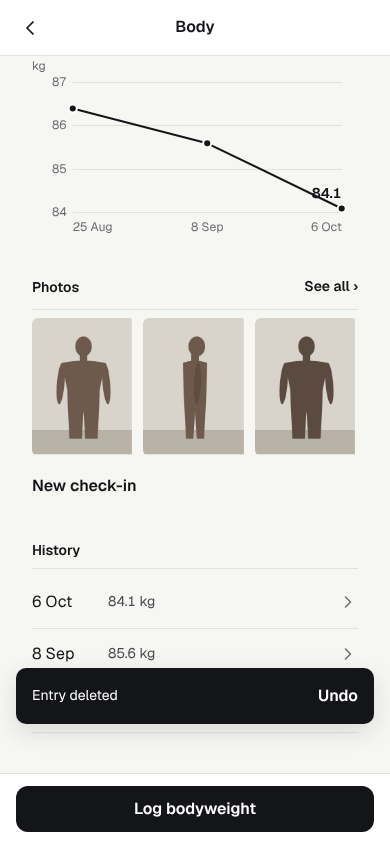 Body
kg
87
86
85
84
84.1
25 Aug
8 Sep
6 Oct
Photos
See all ›
New check-in
History
6 Oct
84.1 kg
8 Sep
85.6 kg
Entry deleted
Undo
Log bodyweight